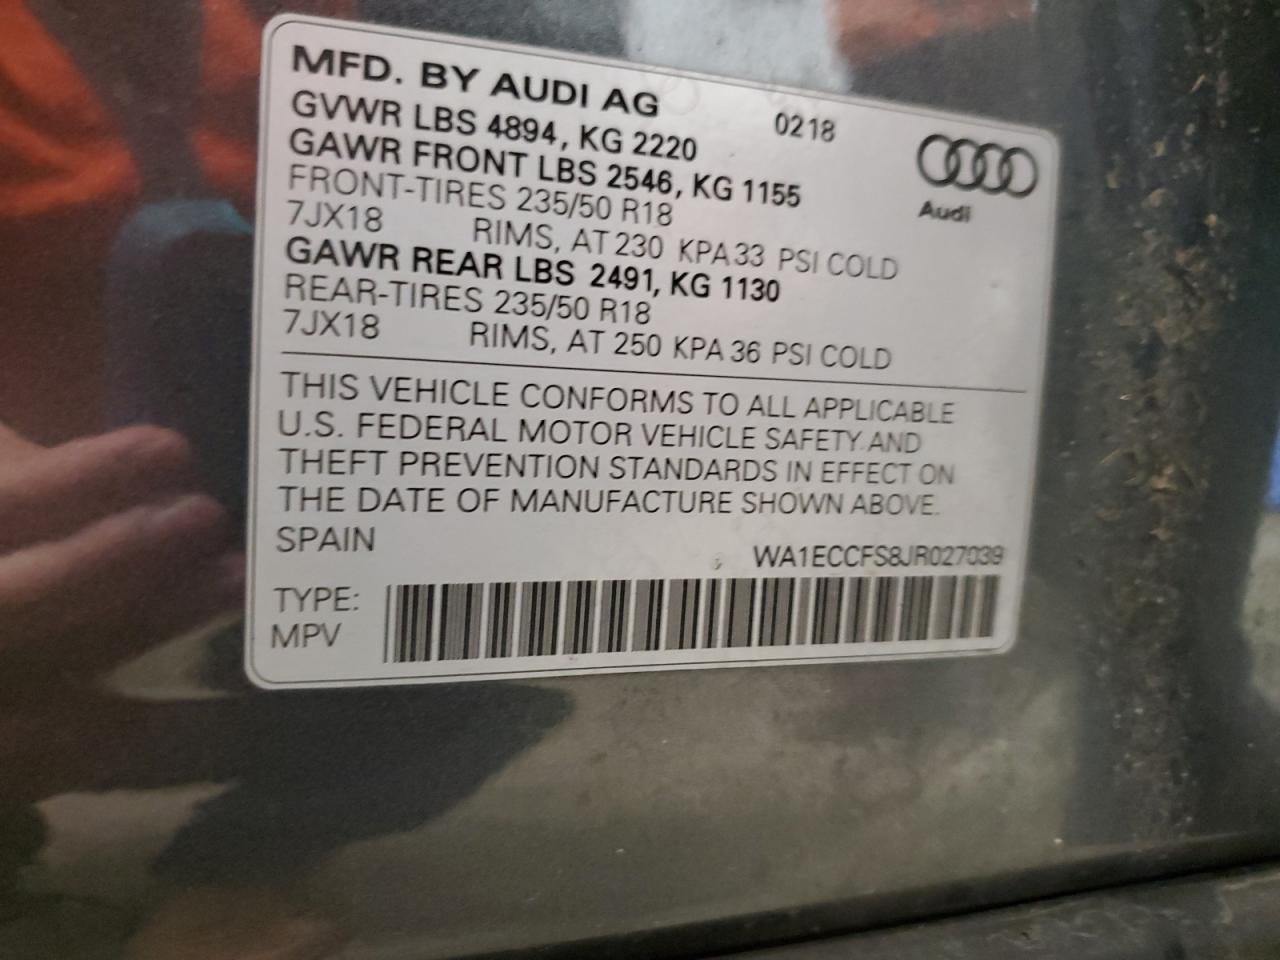 MFD. BY AUDI AG 0218
GVWR LBS 4894, KG 2220
GAWR FRONT LBS 2546, KG 1155
FRONT-TIRES 235/50 R18
7JX18 RIMS, AT 230 KPA 33 PSI COLD
GAWR REAR LBS 2491, KG 1130
REAR-TIRES 235/50 R18
7JX18 RIMS, AT 250 KPA 36 PSI COLD
Audi
THIS VEHICLE CONFORMS TO ALL APPLICABLE
U.S. FEDERAL MOTOR VEHICLE SAFETY AND
THEFT PREVENTION STANDARDS IN EFFECT ON
THE DATE OF MANUFACTURE SHOWN ABOVE.
SPAIN
WA1ECCFS8JR027039
TYPE:
MPV